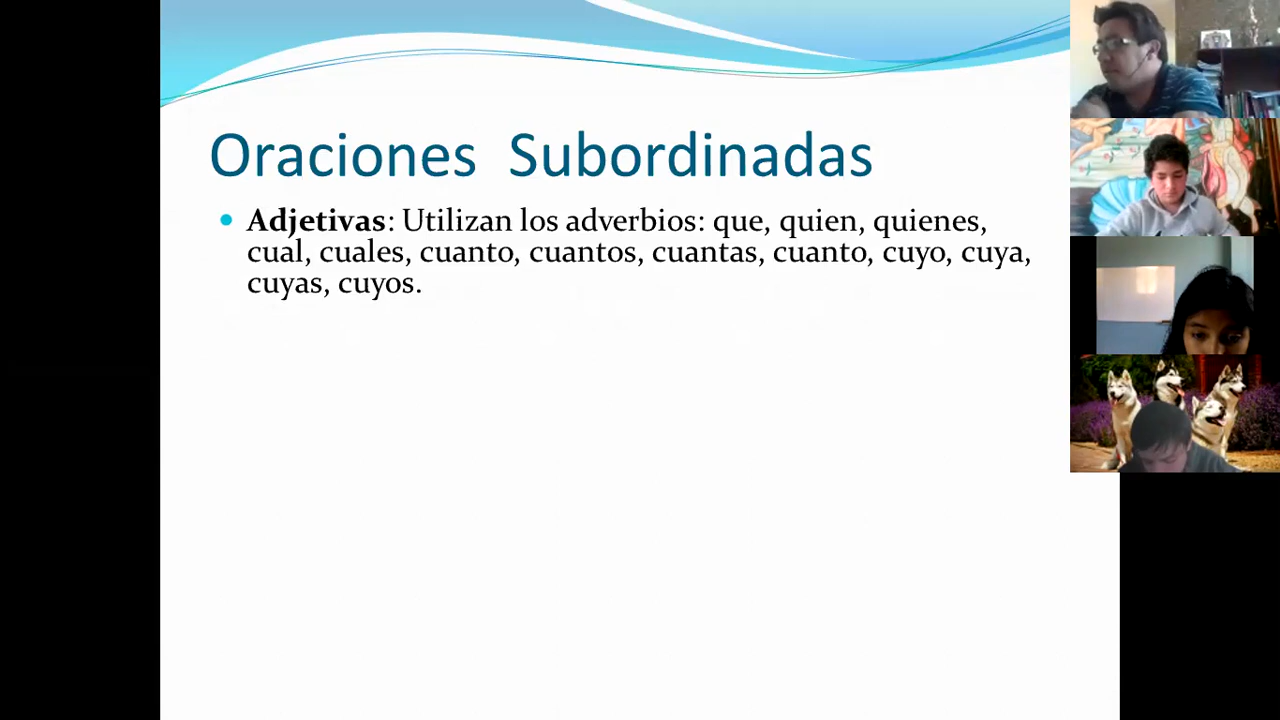 Oraciones Subordinadas
Adjetivas: Utilizan los adverbios: que, quien, quienes,
cual, cuales, cuanto, cuantos, cuantas, cuanto, cuyo, cuya,
cuyas, cuyos.